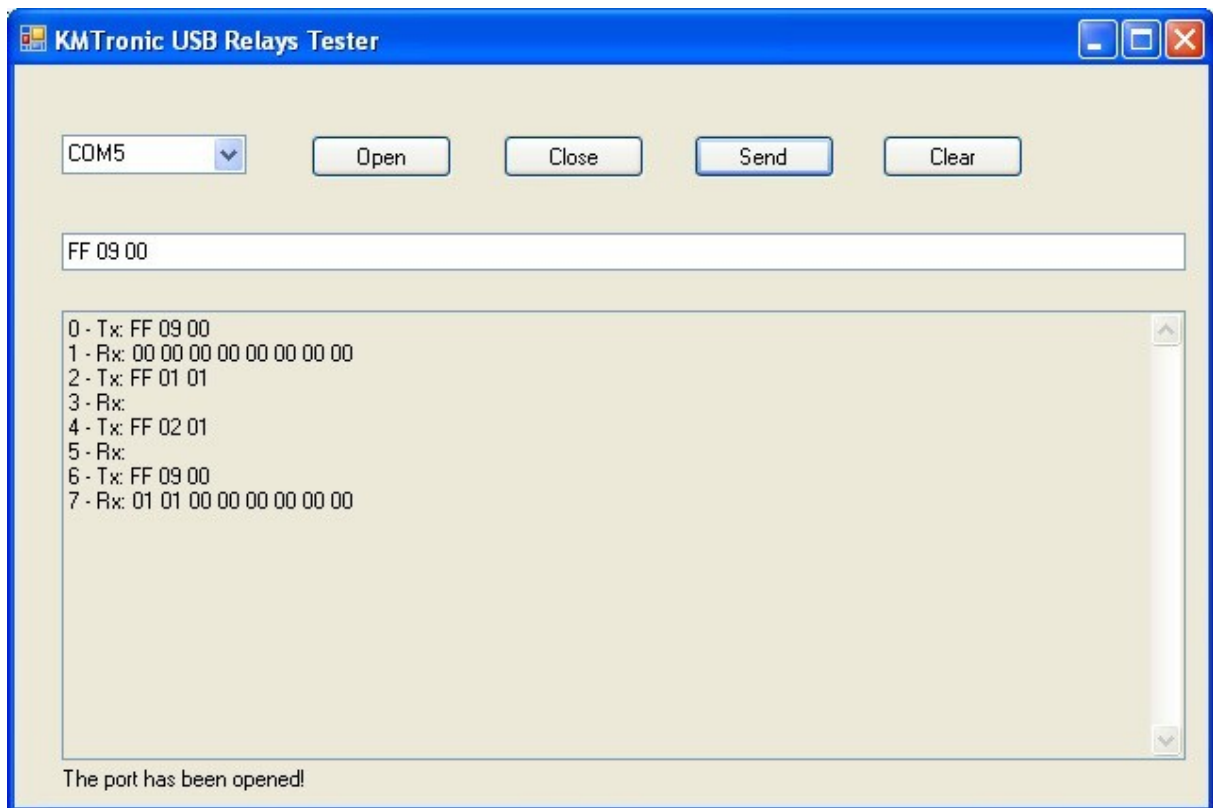 KMTronic USB Relays Tester
COM5 Open Close Send Clear
FF 09 00
0 - Tx: FF 09 00
1 - Rx: 00 00 00 00 00 00 00 00
2 - Tx: FF 01 01
3 - Rx:
4 - Tx: FF 02 01
5 - Rx:
6 - Tx: FF 09 00
7 - Rx: 01 01 00 00 00 00 00 00
The port has been opened!